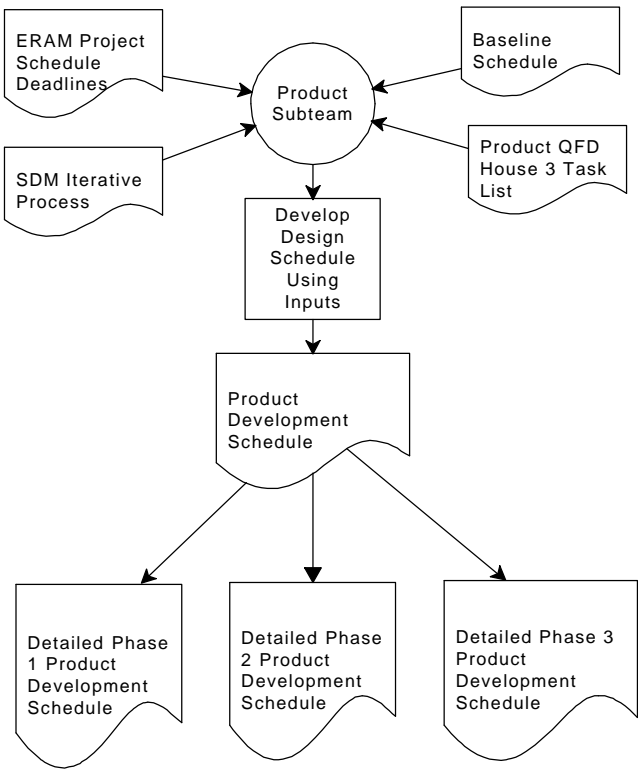 ERAM Project
Schedule
Deadlines
Baseline
Schedule
Product
Subteam
SDM Iterative
Process
Product QFD
House 3 Task
List
Develop
Design
Schedule
Using
Inputs
Product
Development
Schedule
Detailed Phase
1 Product
Development
Schedule
Detailed Phase
2 Product
Development
Schedule
Detailed Phase 3
Product
Development
Schedule